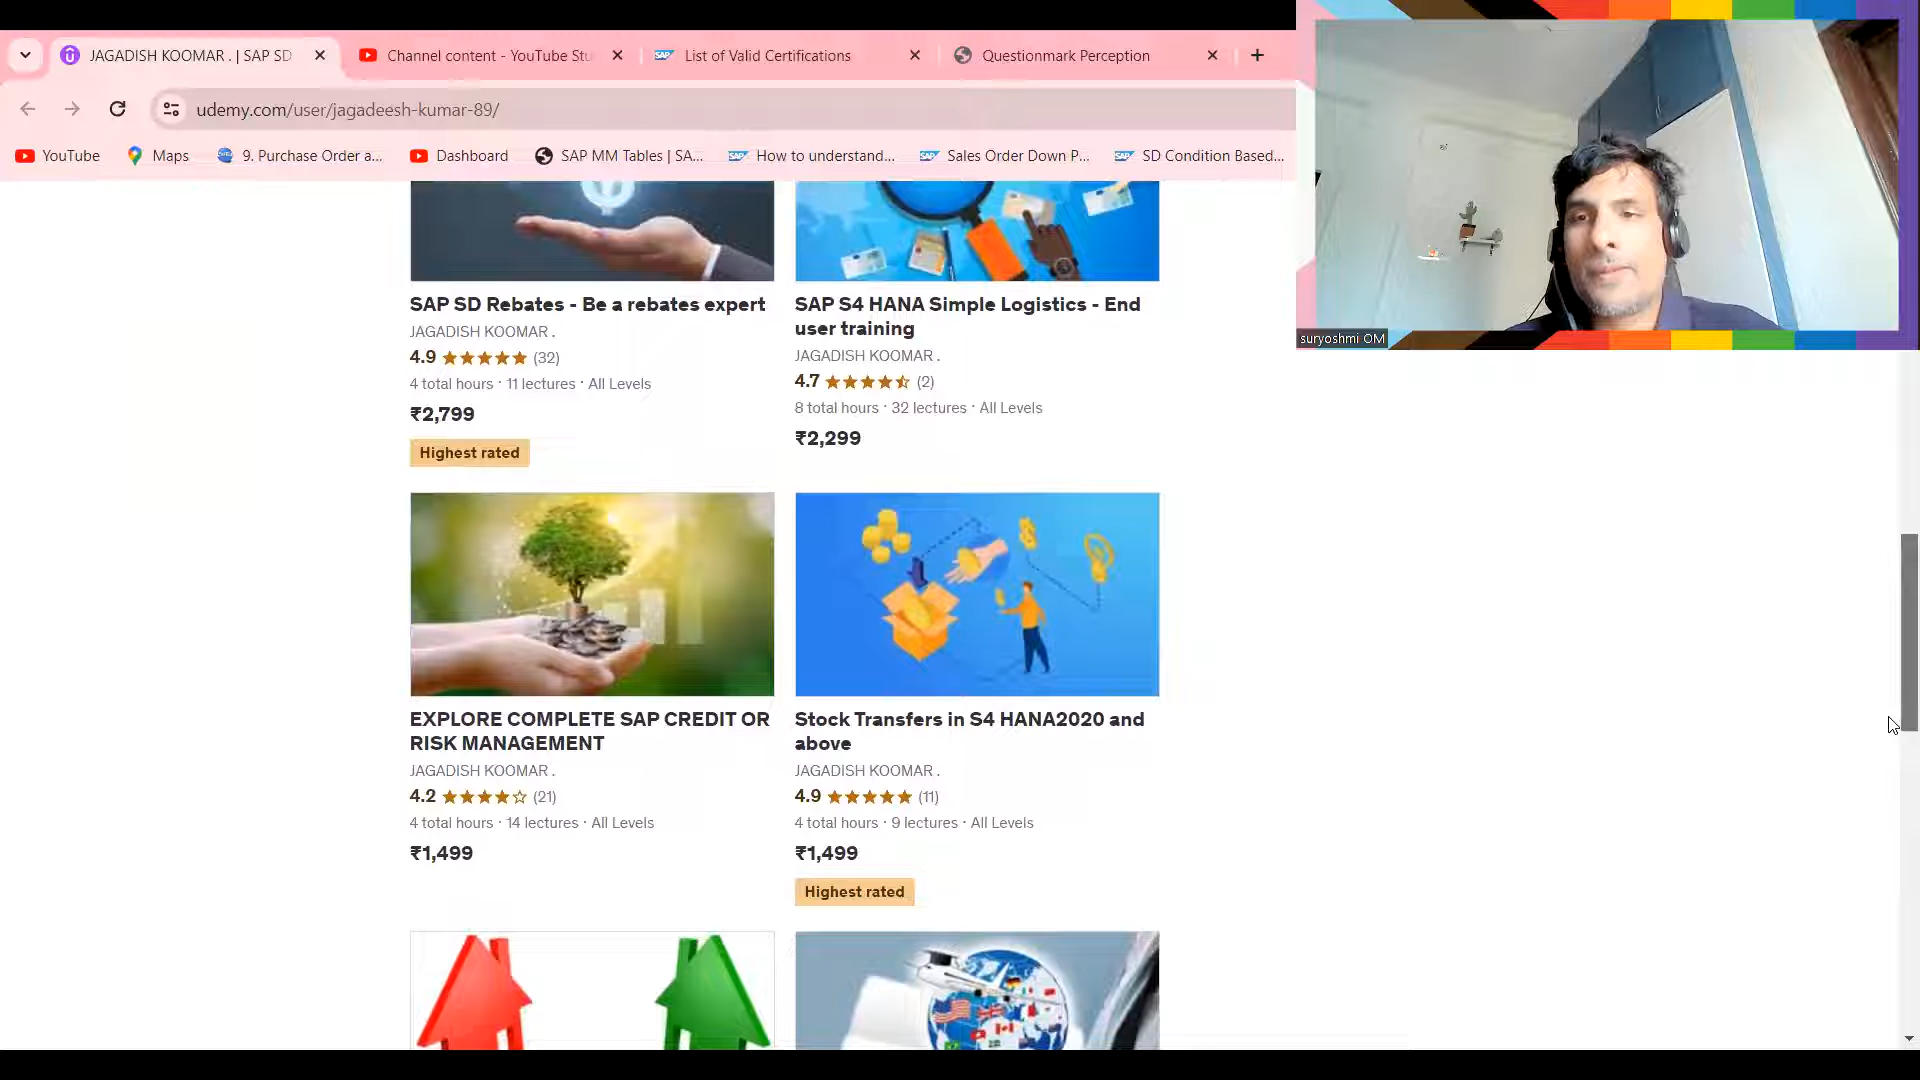 JAGADISH KOOMAR . | SAP SD
Channel content - YouTube Stu
List of Valid Certifications
Questionmark Perception
udemy.com/user/jagadeesh-kumar-89/
YouTube
Maps
9. Purchase Order a...
Dashboard
SAP MM Tables | SA...
How to understand...
Sales Order Down P...
SD Condition Based...
suryoshmi OM
SAP SD Rebates - Be a rebates expert
JAGADISH KOOMAR .
4.9 (32)
4 total hours · 11 lectures · All Levels
₹2,799
Highest rated
SAP S4 HANA Simple Logistics - End
user training
JAGADISH KOOMAR .
4.7 (2)
8 total hours · 32 lectures · All Levels
₹2,299
EXPLORE COMPLETE SAP CREDIT OR
RISK MANAGEMENT
JAGADISH KOOMAR .
4.2 (21)
4 total hours · 14 lectures · All Levels
₹1,499
Stock Transfers in S4 HANA2020 and
above
JAGADISH KOOMAR .
4.9 (11)
4 total hours · 9 lectures · All Levels
₹1,499
Highest rated